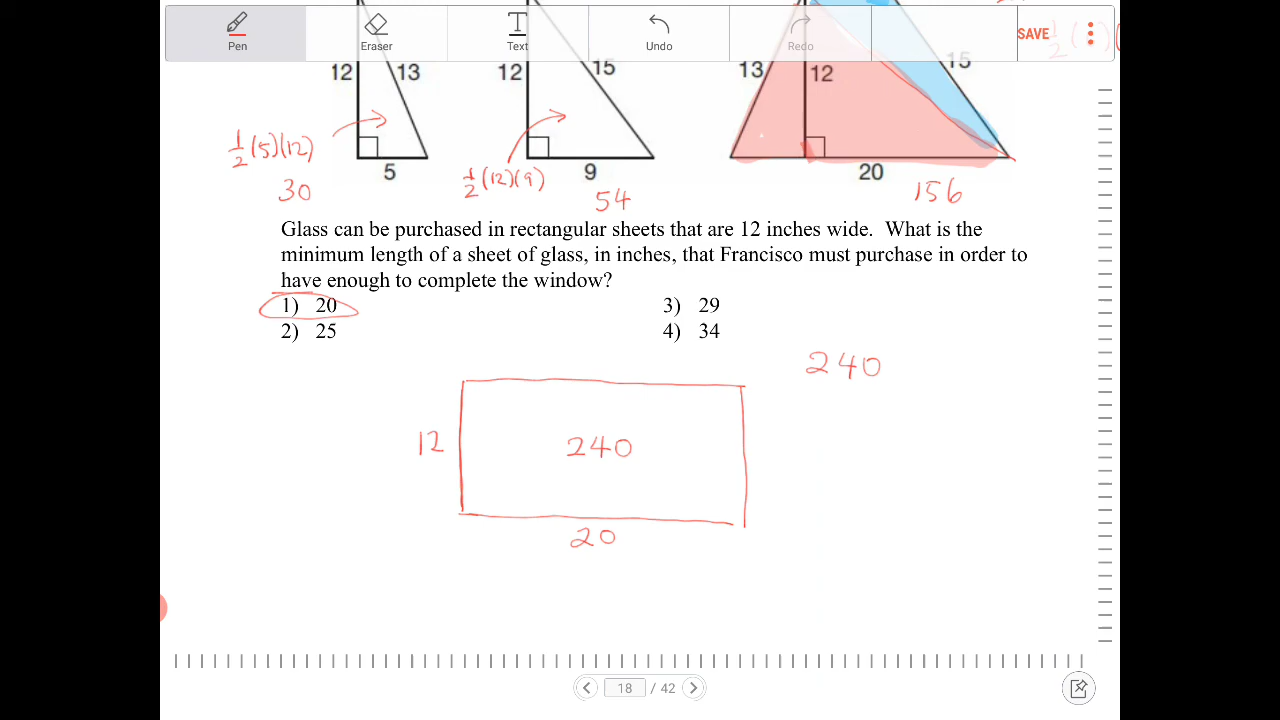 Pen Eraser Text Undo Redo SAVE
12 13 12 15 13 12 15
½(5)(12)
5 ½(12)(9) 9 20
30 54 156
Glass can be purchased in rectangular sheets that are 12 inches wide. What is the
minimum length of a sheet of glass, in inches, that Francisco must purchase in order to
have enough to complete the window?
1) 20 3) 29
2) 25 4) 34
240
12 240
20
18 / 42